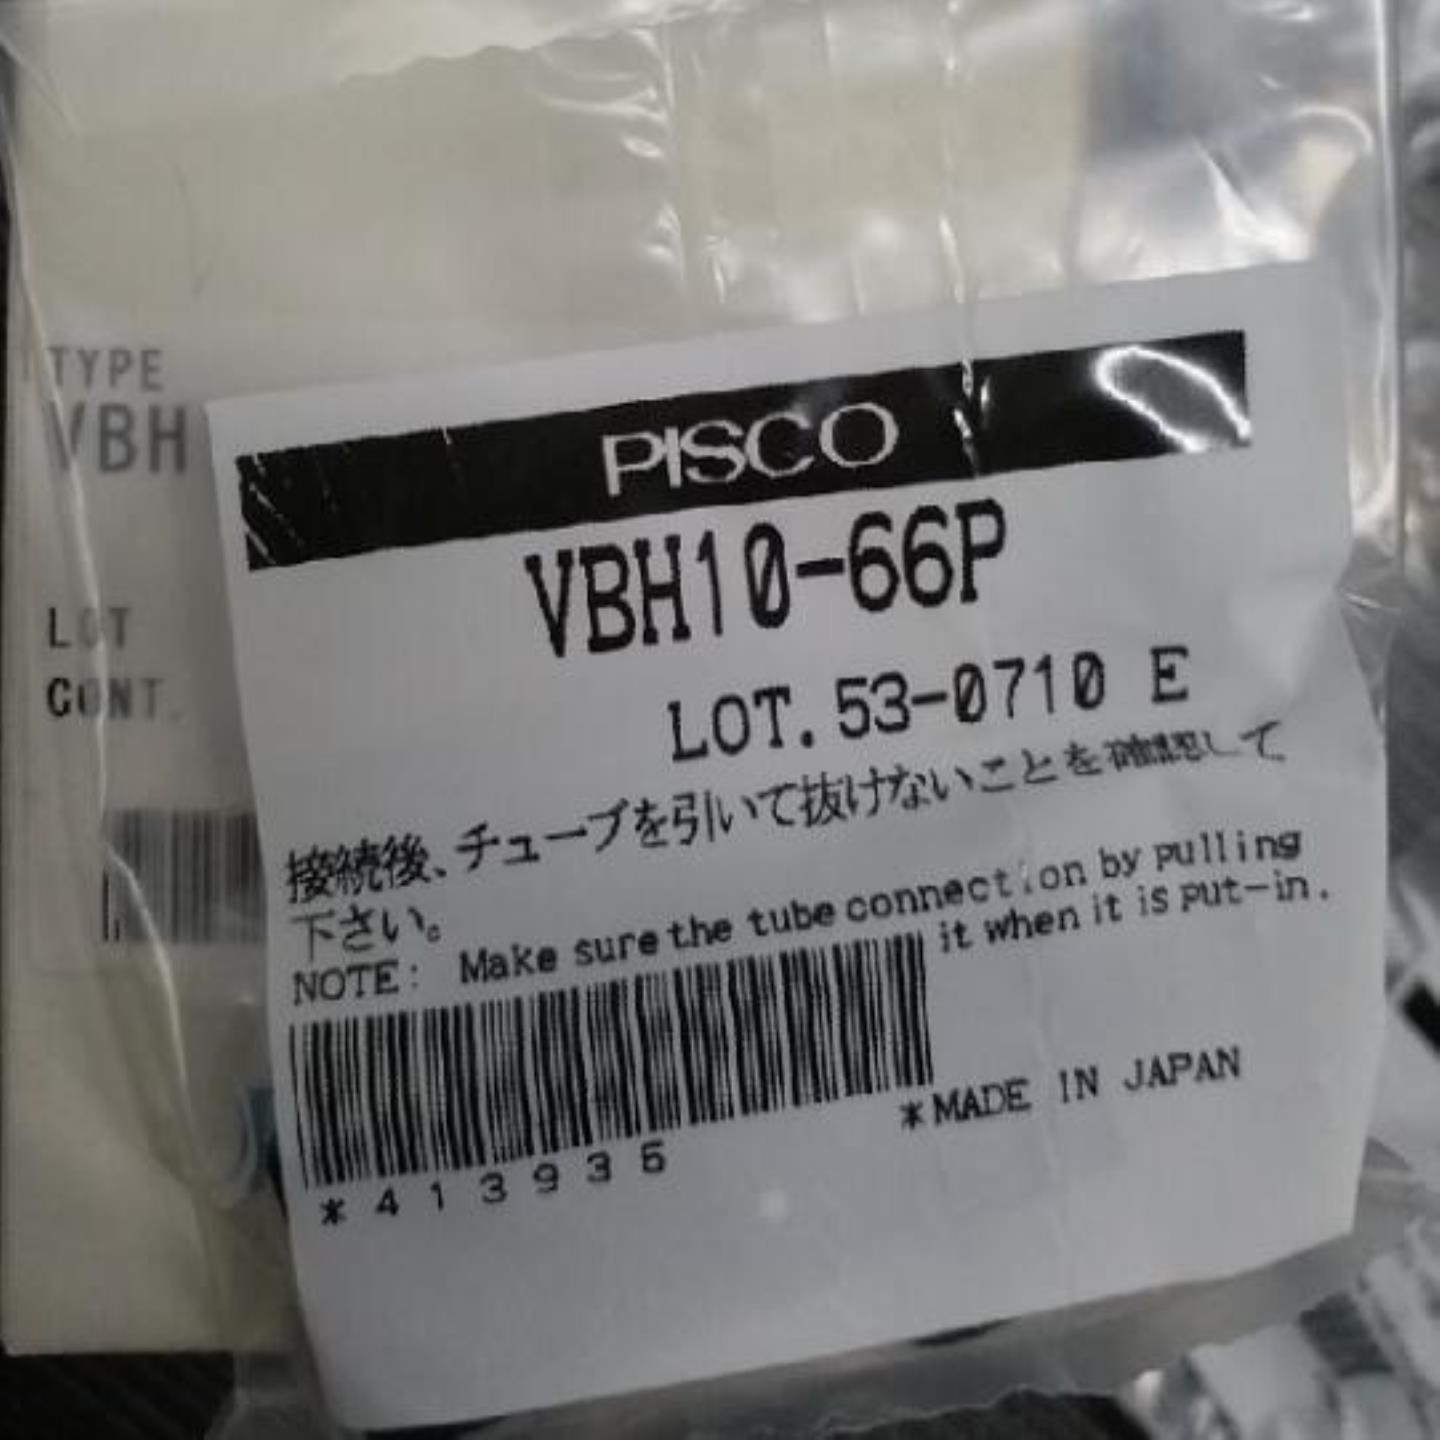 TYPE
VBH
LOT
CONT.
PISCO
VBH10-66P
LOT. 53-0710 E
接続後、チューブを引いて抜けないことを確認して
下さい。
NOTE: Make sure the tube connection by pulling
it when it is put-in.
*MADE IN JAPAN
*413935